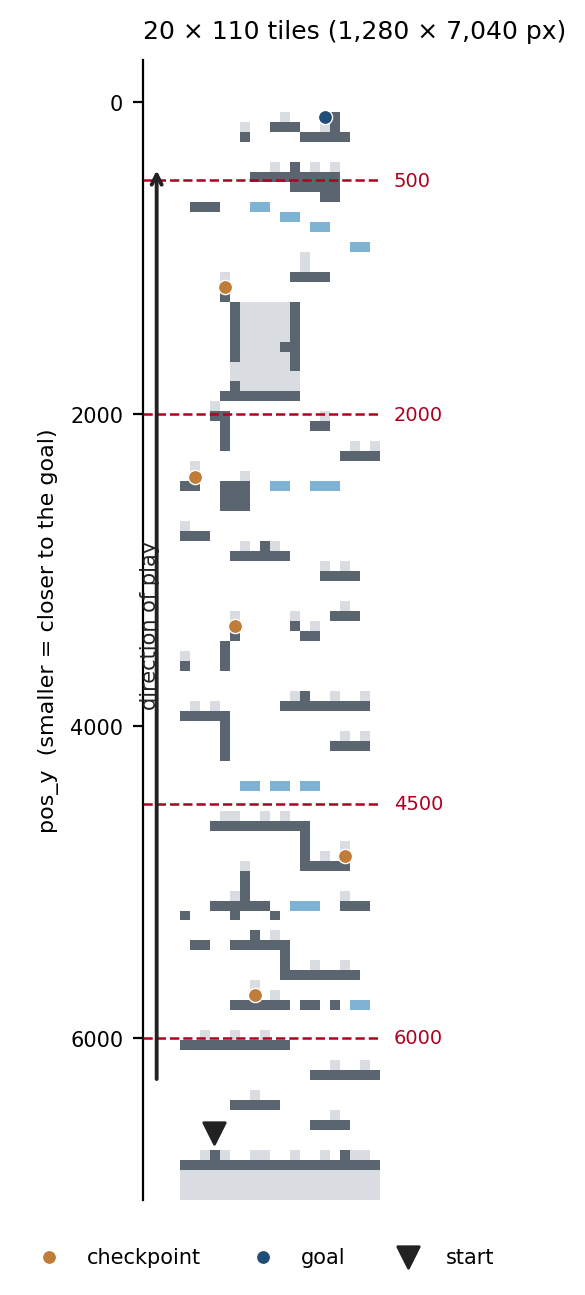 20 × 110 tiles (1,280 × 7,040 px)
0
500
2000
2000
4000
4500
6000
6000
pos_y (smaller = closer to the goal)
direction of play
checkpoint
goal
start